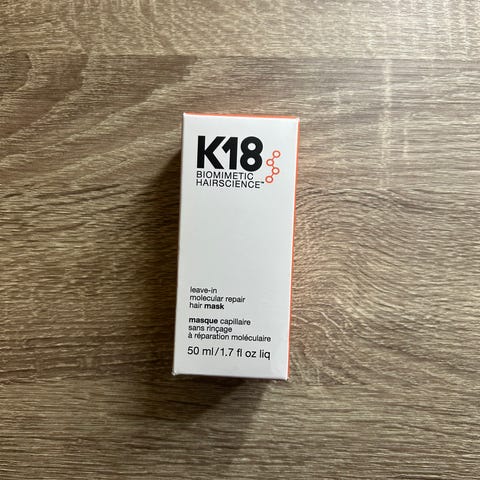 K18
BIOMIMETIC
HAIRSCIENCE™
leave-in
molecular repair
hair mask
masque capillaire
sans rinçage
à réparation moléculaire
50 ml/1.7 fl oz liq